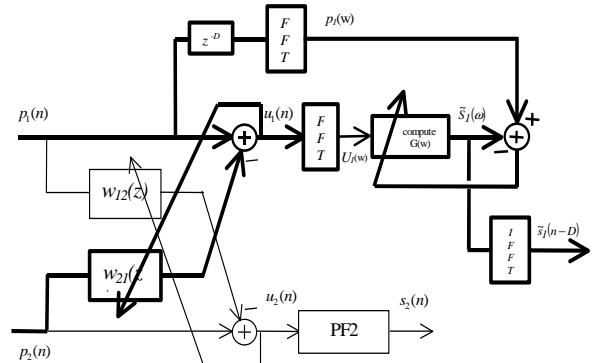 z-D
F
F
T
p1(w)
p1(n)
u1(n)
F
F
T
U1(w)
compute
G(w)
s̃1(ω)
+
+
−
−
w12(z)
w21(z
I
F
F
T
s̃1(n−D)
−
+
u2(n)
PF2
s2(n)
p2(n)